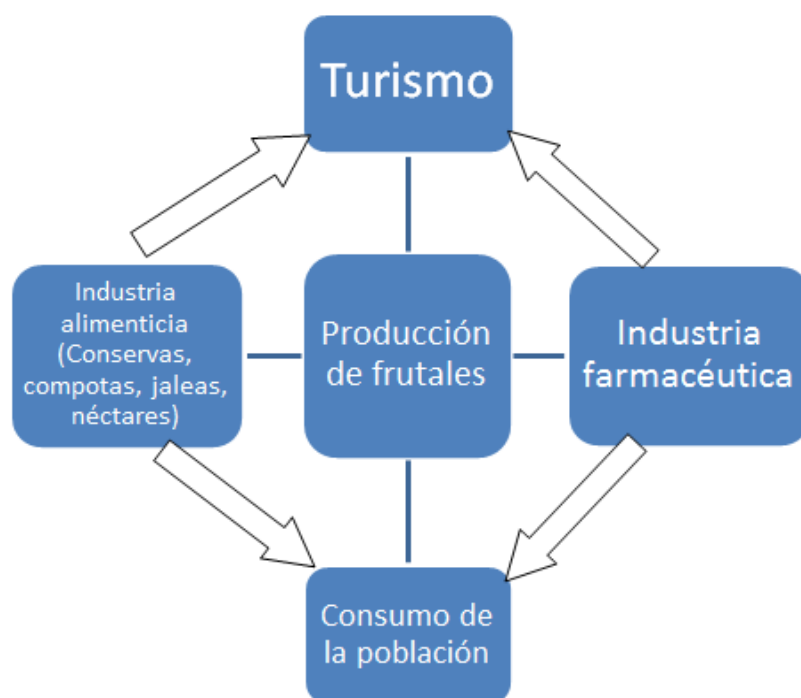 Turismo
Industria
alimenticia
(Conservas,
compotas, jaleas,
néctares)
Producción
de frutales
Industria
farmacéutica
Consumo de
la población